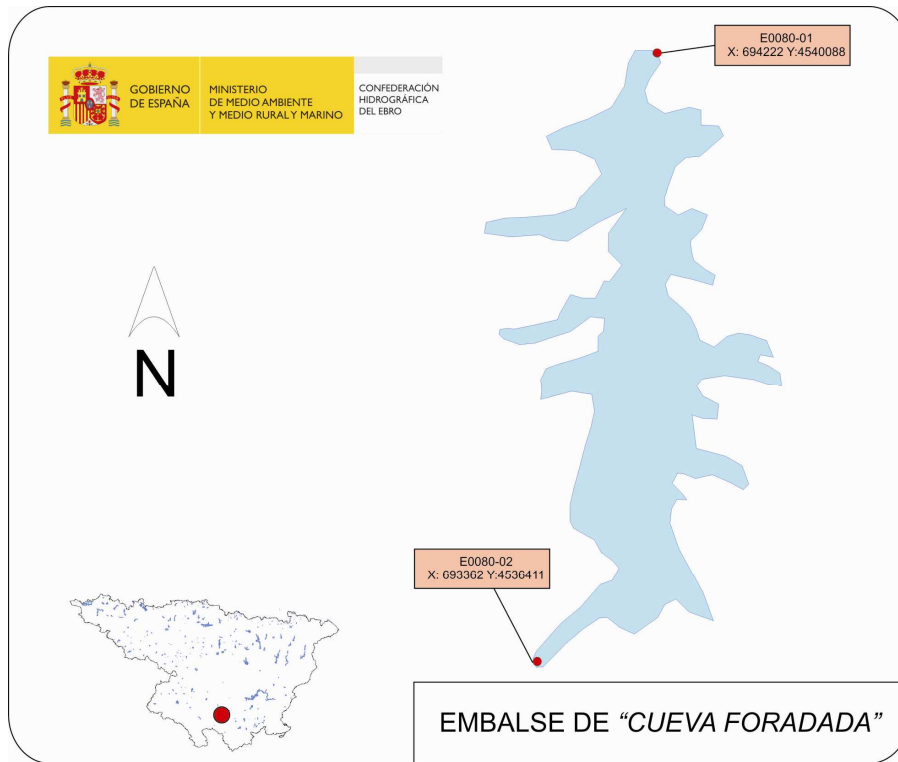 E0080-01
X: 694222 Y:4540088
GOBIERNO
DE ESPAÑA
MINISTERIO
DE MEDIO AMBIENTE
Y MEDIO RURAL Y MARINO
CONFEDERACIÓN
HIDROGRÁFICA
DEL EBRO
N
E0080-02
X: 693362 Y:4536411
EMBALSE DE “CUEVA FORADADA”